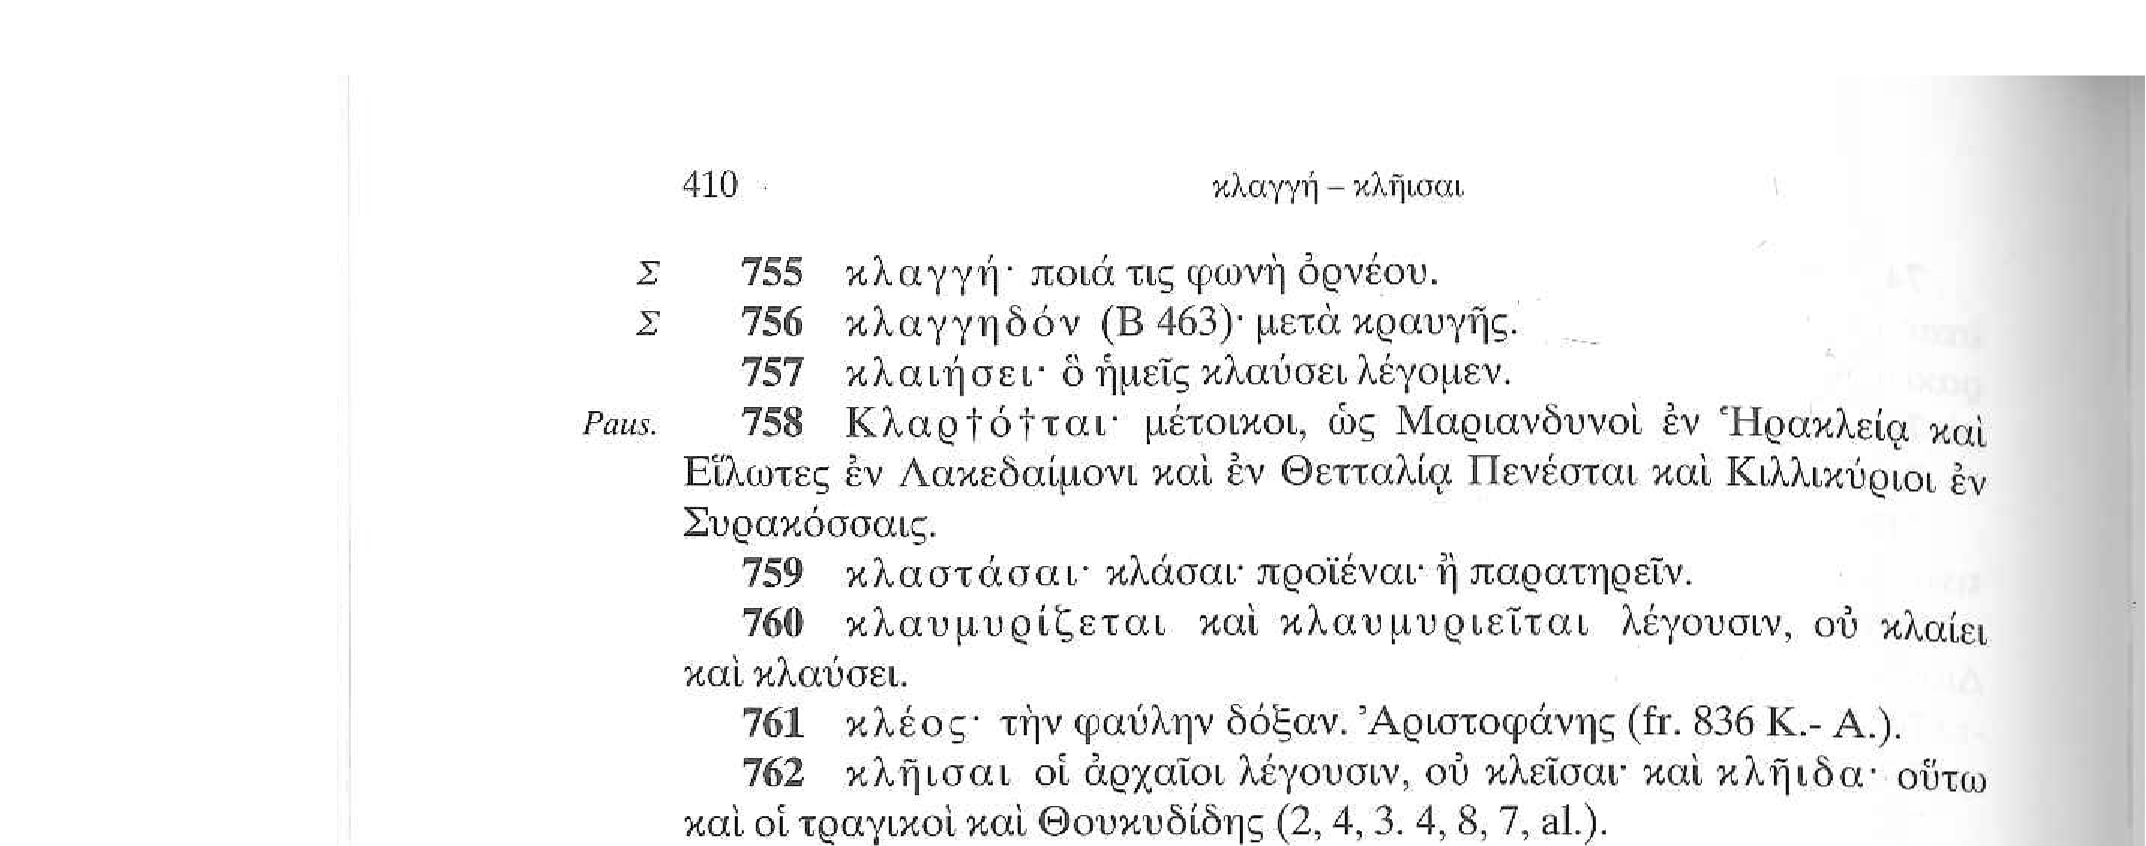 410 κλαγγή – κλῆισαι
Σ 755 κλαγγή· ποιά τις φωνὴ ὀρνέου.
Σ 756 κλαγγηδόν (Β 463)· μετὰ κραυγῆς.
757 κλαιήσει· ὃ ἡμεῖς κλαύσει λέγομεν.
Paus. 758 Κλαρ†ό†ται· μέτοικοι, ὡς Μαριανδυνοὶ ἐν Ἡρακλείᾳ καὶ
Εἵλωτες ἐν Λακεδαίμονι καὶ ἐν Θετταλίᾳ Πενέσται καὶ Κιλλικύριοι ἐν
Συρακόσσαις.
759 κλαστάσαι· κλάσαι· προϊέναι· ἢ παρατηρεῖν.
760 κλαυμυρίζεται καὶ κλαυμυριεῖται λέγουσιν, οὐ κλαίει
καὶ κλαύσει.
761 κλέος· τὴν φαύλην δόξαν. Ἀριστοφάνης (fr. 836 K.- A.).
762 κλῆισαι οἱ ἀρχαῖοι λέγουσιν, οὐ κλεῖσαι· καὶ κλῆιδα· οὕτω
καὶ οἱ τραγικοὶ καὶ Θουκυδίδης (2, 4, 3. 4, 8, 7, al.).